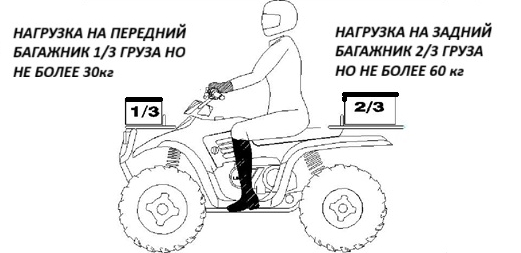 НАГРУЗКА НА ПЕРЕДНИЙ
БАГАЖНИК 1/3 ГРУЗА НО
НЕ БОЛЕЕ 30кг
НАГРУЗКА НА ЗАДНИЙ
БАГАЖНИК 2/3 ГРУЗА
НО НЕ БОЛЕЕ 60 кг
1/3
2/3